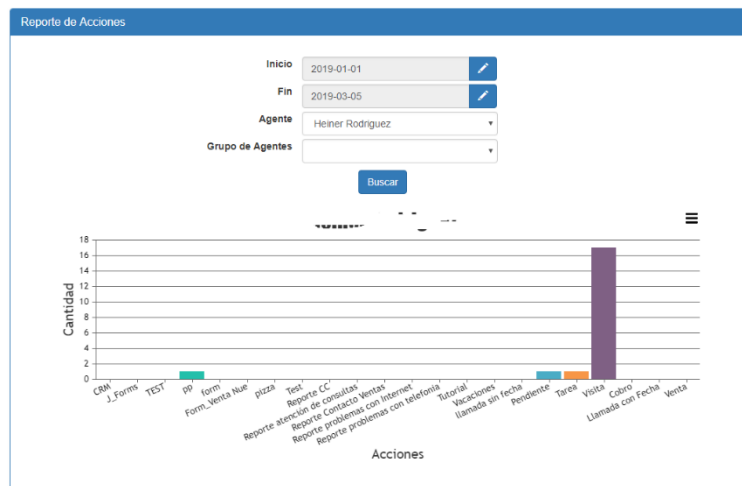 Reporte de Acciones
Inicio 2019-01-01
Fin 2019-03-05
Agente Heiner Rodriguez
Grupo de Agentes
Buscar
18
16
14
12
10
8
6
4
2
0
Cantidad
CRM
J_Forms
TEST
pp
form
Form_Venta Nue
pizza
Test
Reporte CC
Reporte atención de consultas
Reporte Contacto Ventas
Reporte problemas con Internet
Reporte problemas con telefonia
Tutorial
Vacaciones
llamada sin fecha
Pendiente
Tarea
Visita
Cobro
Llamada con Fecha
Venta
Acciones